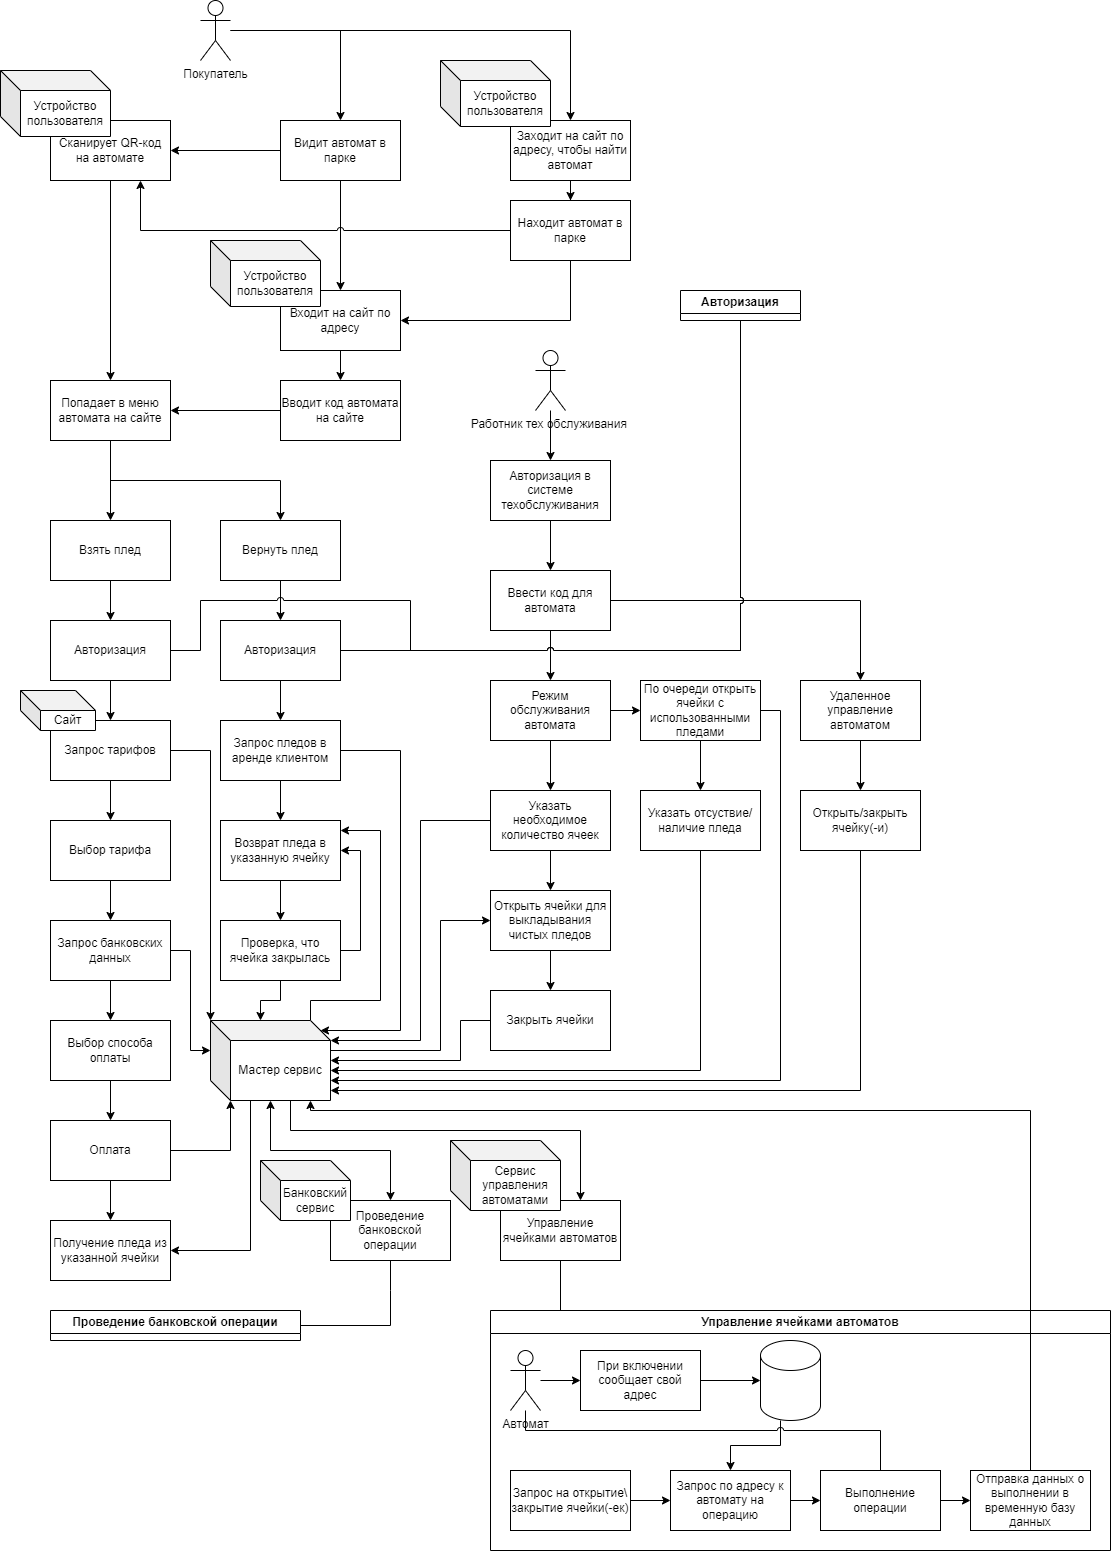 Покупатель
Устройство
пользователя
Сканирует QR-код
на автомате
Видит автомат в
парке
Устройство
пользователя
Заходит на сайт по
адресу, чтобы найти
автомат
Находит автомат в
парке
Устройство
пользователя
Входит на сайт по
адресу
Авторизация
Попадает в меню
автомата на сайте
Вводит код автомата
на сайте
Работник тех обслуживания
Авторизация в
системе
техобслуживания
Взять плед
Вернуть плед
Ввести код для
автомата
Авторизация
Авторизация
Сайт
Запрос тарифов
Запрос пледов в
аренде клиентом
Режим
обслуживания
автомата
По очереди открыть
ячейки с
использованными
пледами
Удаленное
управление
автоматом
Выбор тарифа
Возврат пледа в
указанную ячейку
Указать
необходимое
количество ячеек
Указать отсуствие/
наличие пледа
Открыть/закрыть
ячейку(-и)
Запрос банковских
данных
Проверка, что
ячейка закрылась
Открыть ячейки для
выкладывания
чистых пледов
Выбор способа
оплаты
Мастер сервис
Закрыть ячейки
Оплата
Банковский
сервис
Проведение
банковской
операции
Сервис
управления
автоматами
Управление
ячейками автоматов
Получение пледа из
указанной ячейки
Проведение банковской операции
Управление ячейками автоматов
Автомат
При включении
сообщает свой
адрес
Запрос на открытие\
закрытие ячейки(-ек)
Запрос по адресу к
автомату на
операцию
Выполнение
операции
Отправка данных о
выполнении в
временную базу
данных